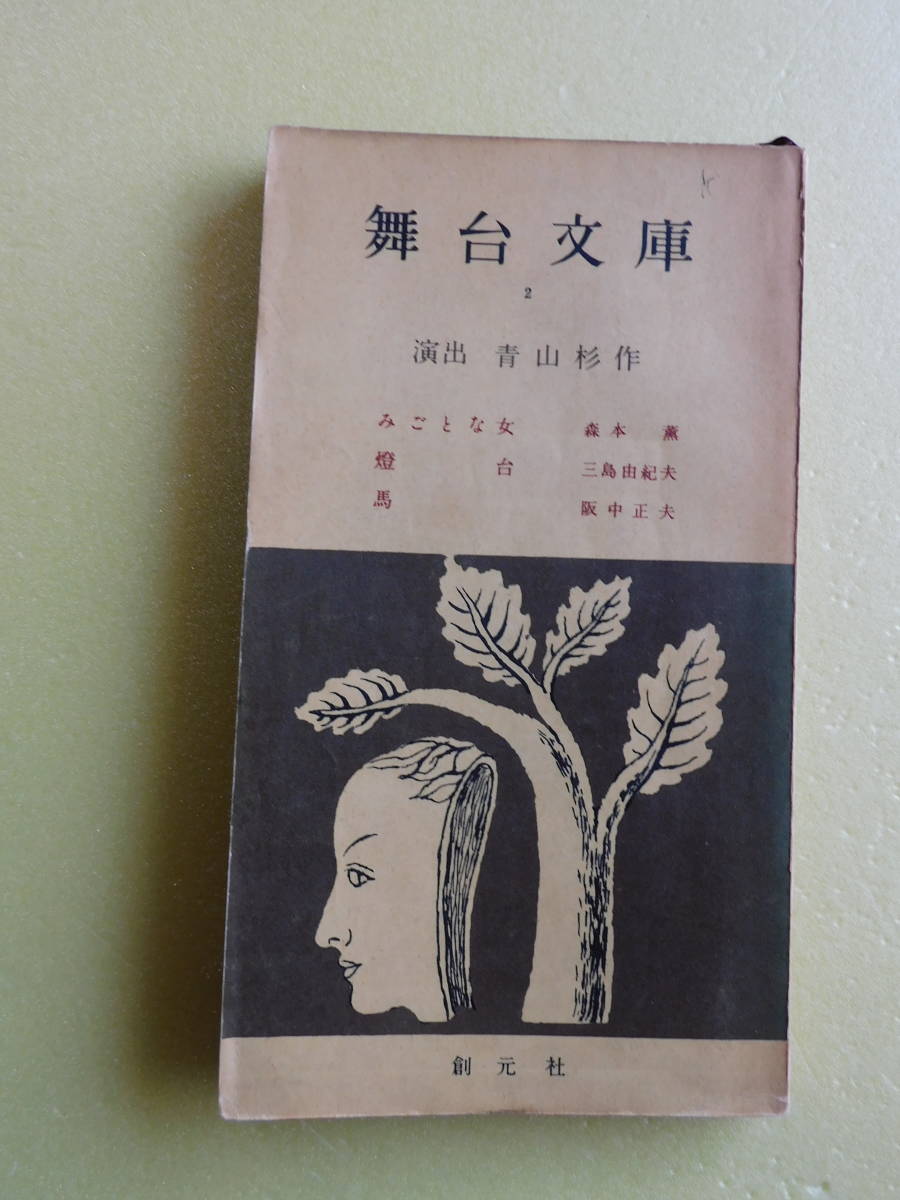 舞台文庫
2
演出 青山杉作
みごとな女 森本薫
燈台 三島由紀夫
馬 阪中正夫
創元社